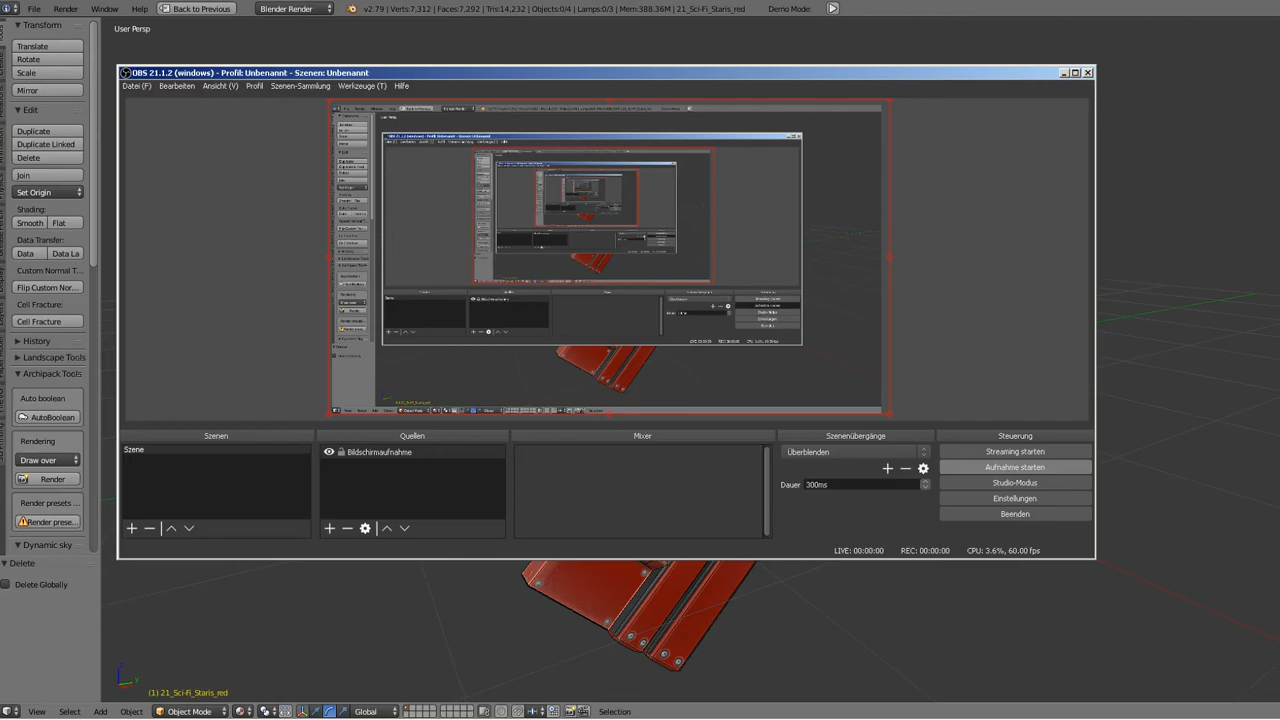 File Render Window Help Back to Previous Blender Render v2.79 | Verts:7,312 | Faces:7,292 | Tris:14,232 | Objects:0/4 | Lamps:0/3 | Mem:388.36M | 21_Sci-Fi_Staris_red Demo Mode:
Transform
Translate
Rotate
Scale
Mirror
Edit
Duplicate
Duplicate Linked
Delete
Join
Set Origin
Shading:
Smooth Flat
Data Transfer:
Data Data La
Custom Normal T...
Flip Custom Nor...
Cell Fracture:
Cell Fracture
History
Landscape Tools
Archipack Tools
Auto boolean
AutoBoolean
Rendering
Draw over
Render
Render presets ...
Render prese...
Dynamic sky
Delete
Delete Globally
User Persp
OBS 21.1.2 (windows) - Profil: Unbenannt - Szenen: Unbenannt
Datei (F) Bearbeiten Ansicht (V) Profil Szenen-Sammlung Werkzeuge (T) Hilfe
Szenen Quellen Mixer Szenenübergänge Steuerung
Szene
Bildschirmaufnahme
Überblenden
Dauer 300ms
Streaming starten
Aufnahme starten
Studio-Modus
Einstellungen
Beenden
LIVE: 00:00:00 REC: 00:00:00 CPU: 3.6%, 60.00 fps
(1) 21_Sci-Fi_Staris_red
View Select Add Object Object Mode Global Selection